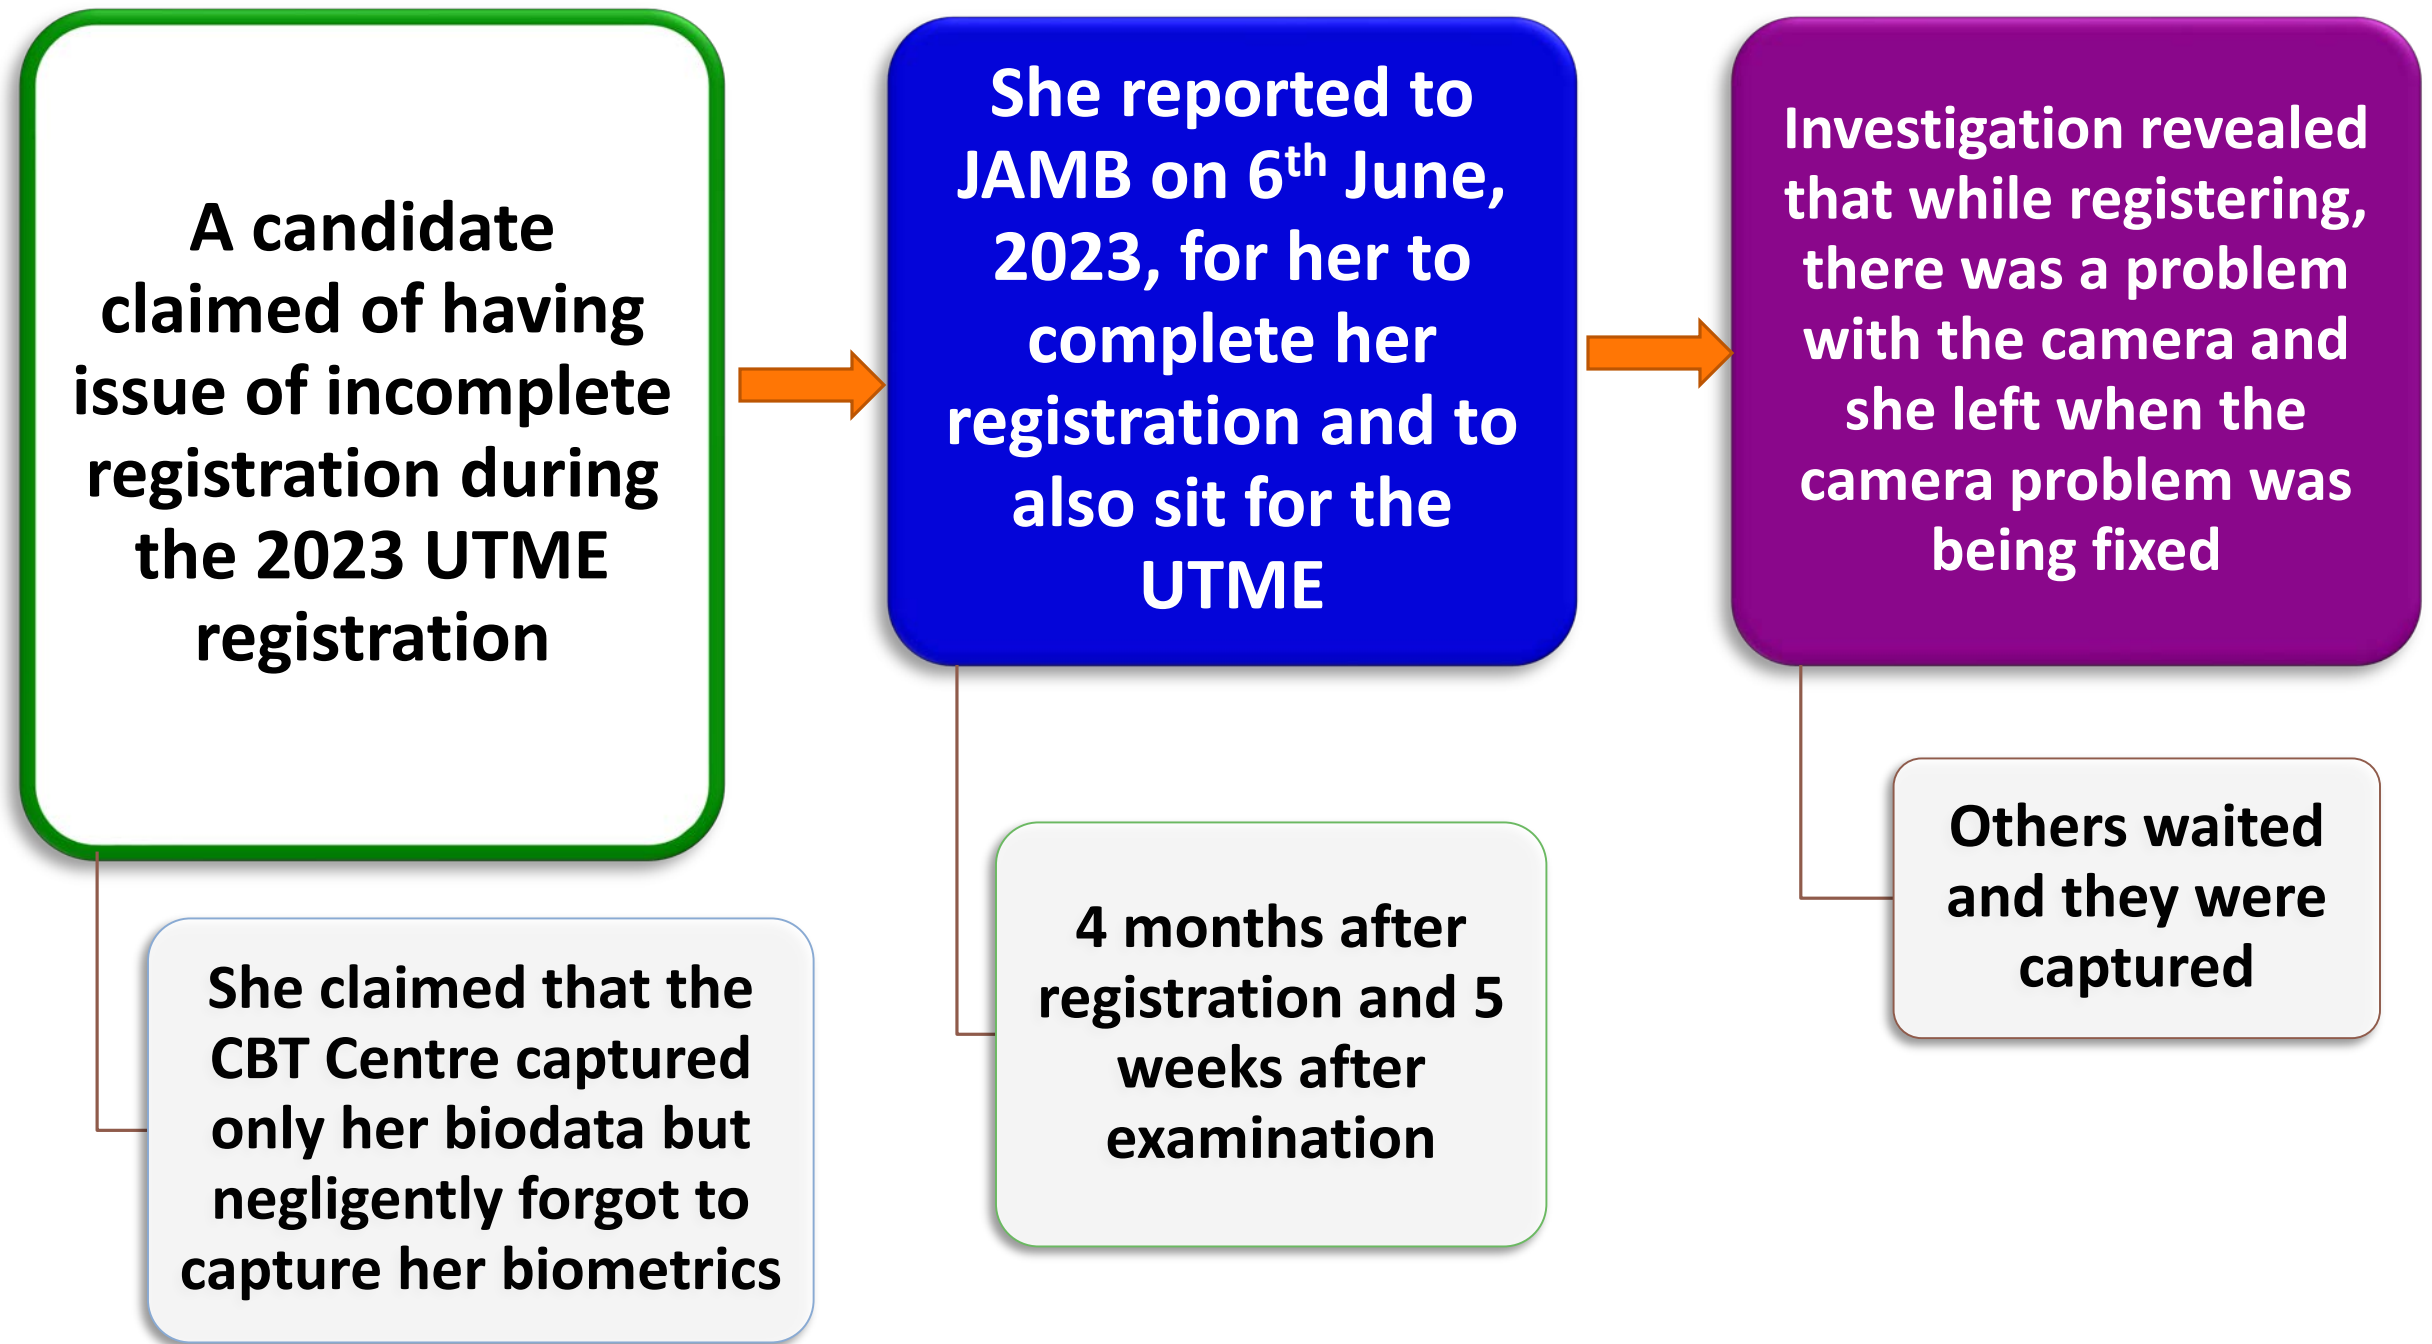 A candidate
claimed of having
issue of incomplete
registration during
the 2023 UTME
registration
She claimed that the
CBT Centre captured
only her biodata but
negligently forgot to
capture her biometrics
She reported to
JAMB on 6th June,
2023, for her to
complete her
registration and to
also sit for the
UTME
4 months after
registration and 5
weeks after
examination
Investigation revealed
that while registering,
there was a problem
with the camera and
she left when the
camera problem was
being fixed
Others waited
and they were
captured